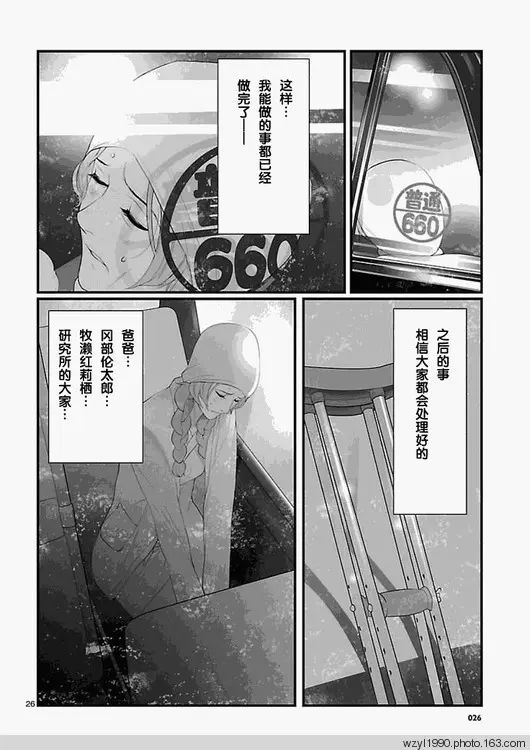 普通
660
这样…
我能做的事都已经
做完了——
普
660
之后的事
相信大家都会处理好的
爸爸…
冈部伦太郎…
牧濑红莉栖…
研究所的大家…
26
026
wzyl1990.photo.163.com